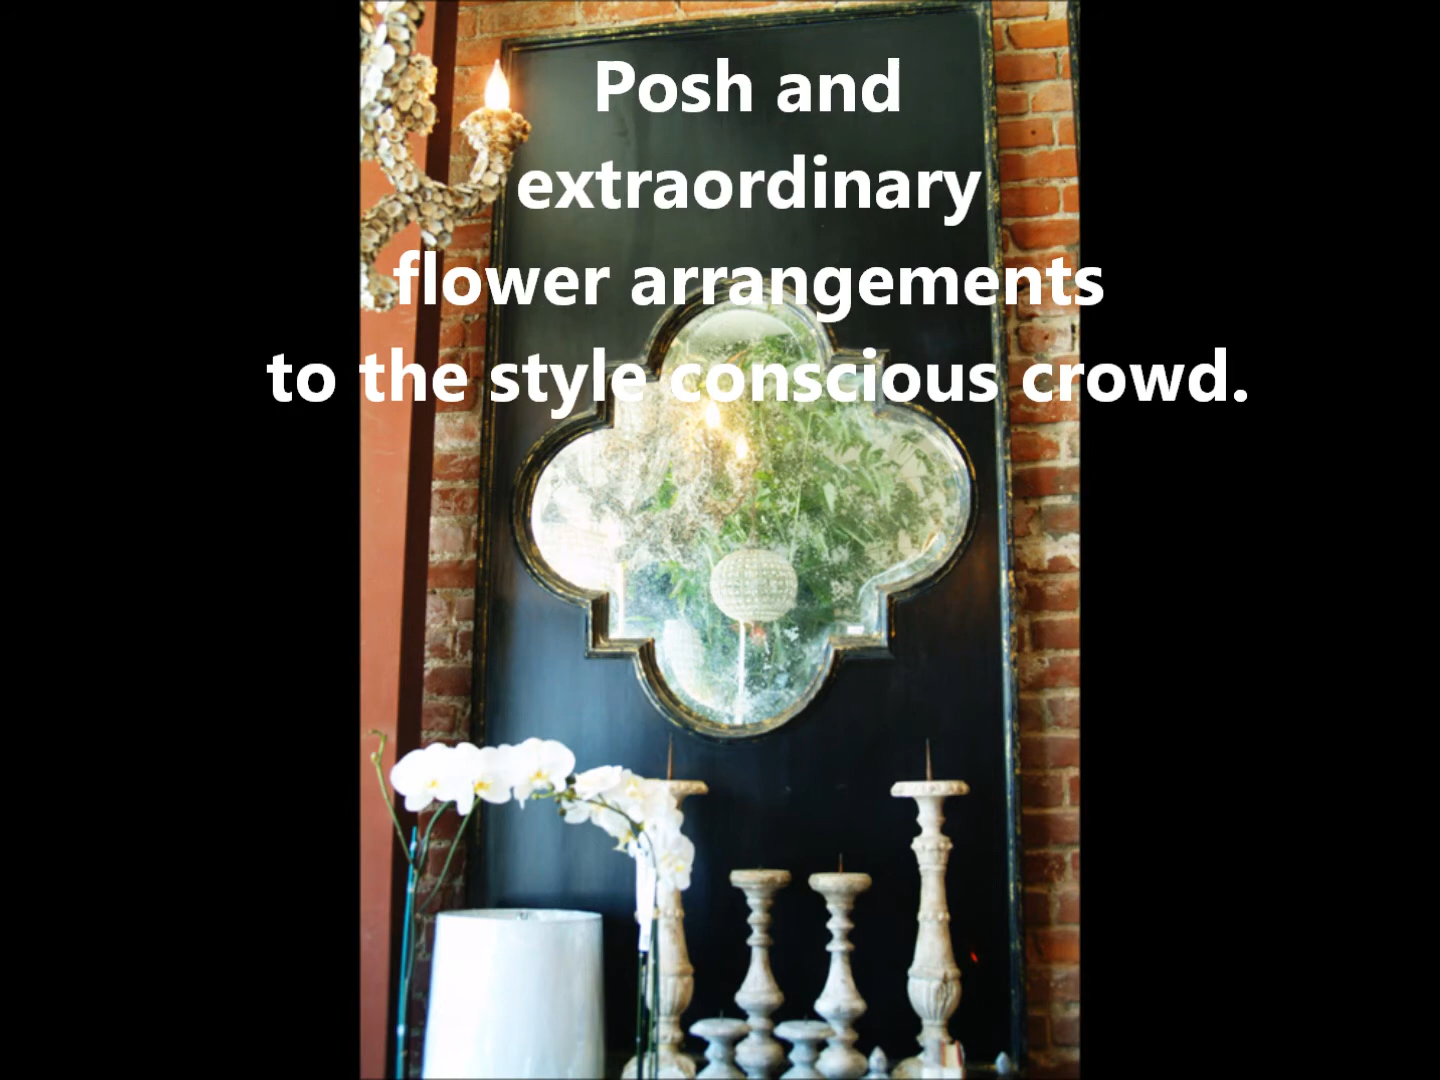 Posh and
extraordinary
flower arrangements
to the style conscious crowd.